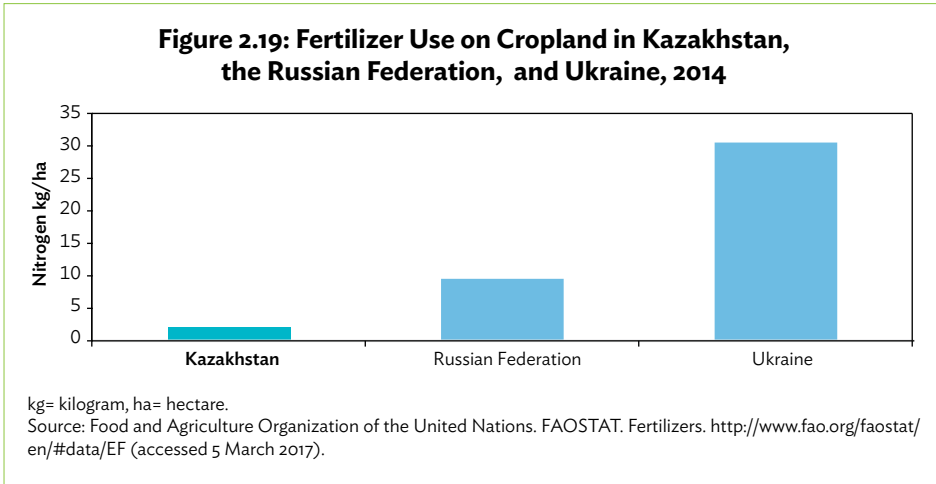 Figure 2.19: Fertilizer Use on Cropland in Kazakhstan,
the Russian Federation, and Ukraine, 2014
Nitrogen kg/ha
35
30
25
20
15
10
5
0
Kazakhstan
Russian Federation
Ukraine
kg= kilogram, ha= hectare.
Source: Food and Agriculture Organization of the United Nations. FAOSTAT. Fertilizers. http://www.fao.org/faostat/
en/#data/EF (accessed 5 March 2017).